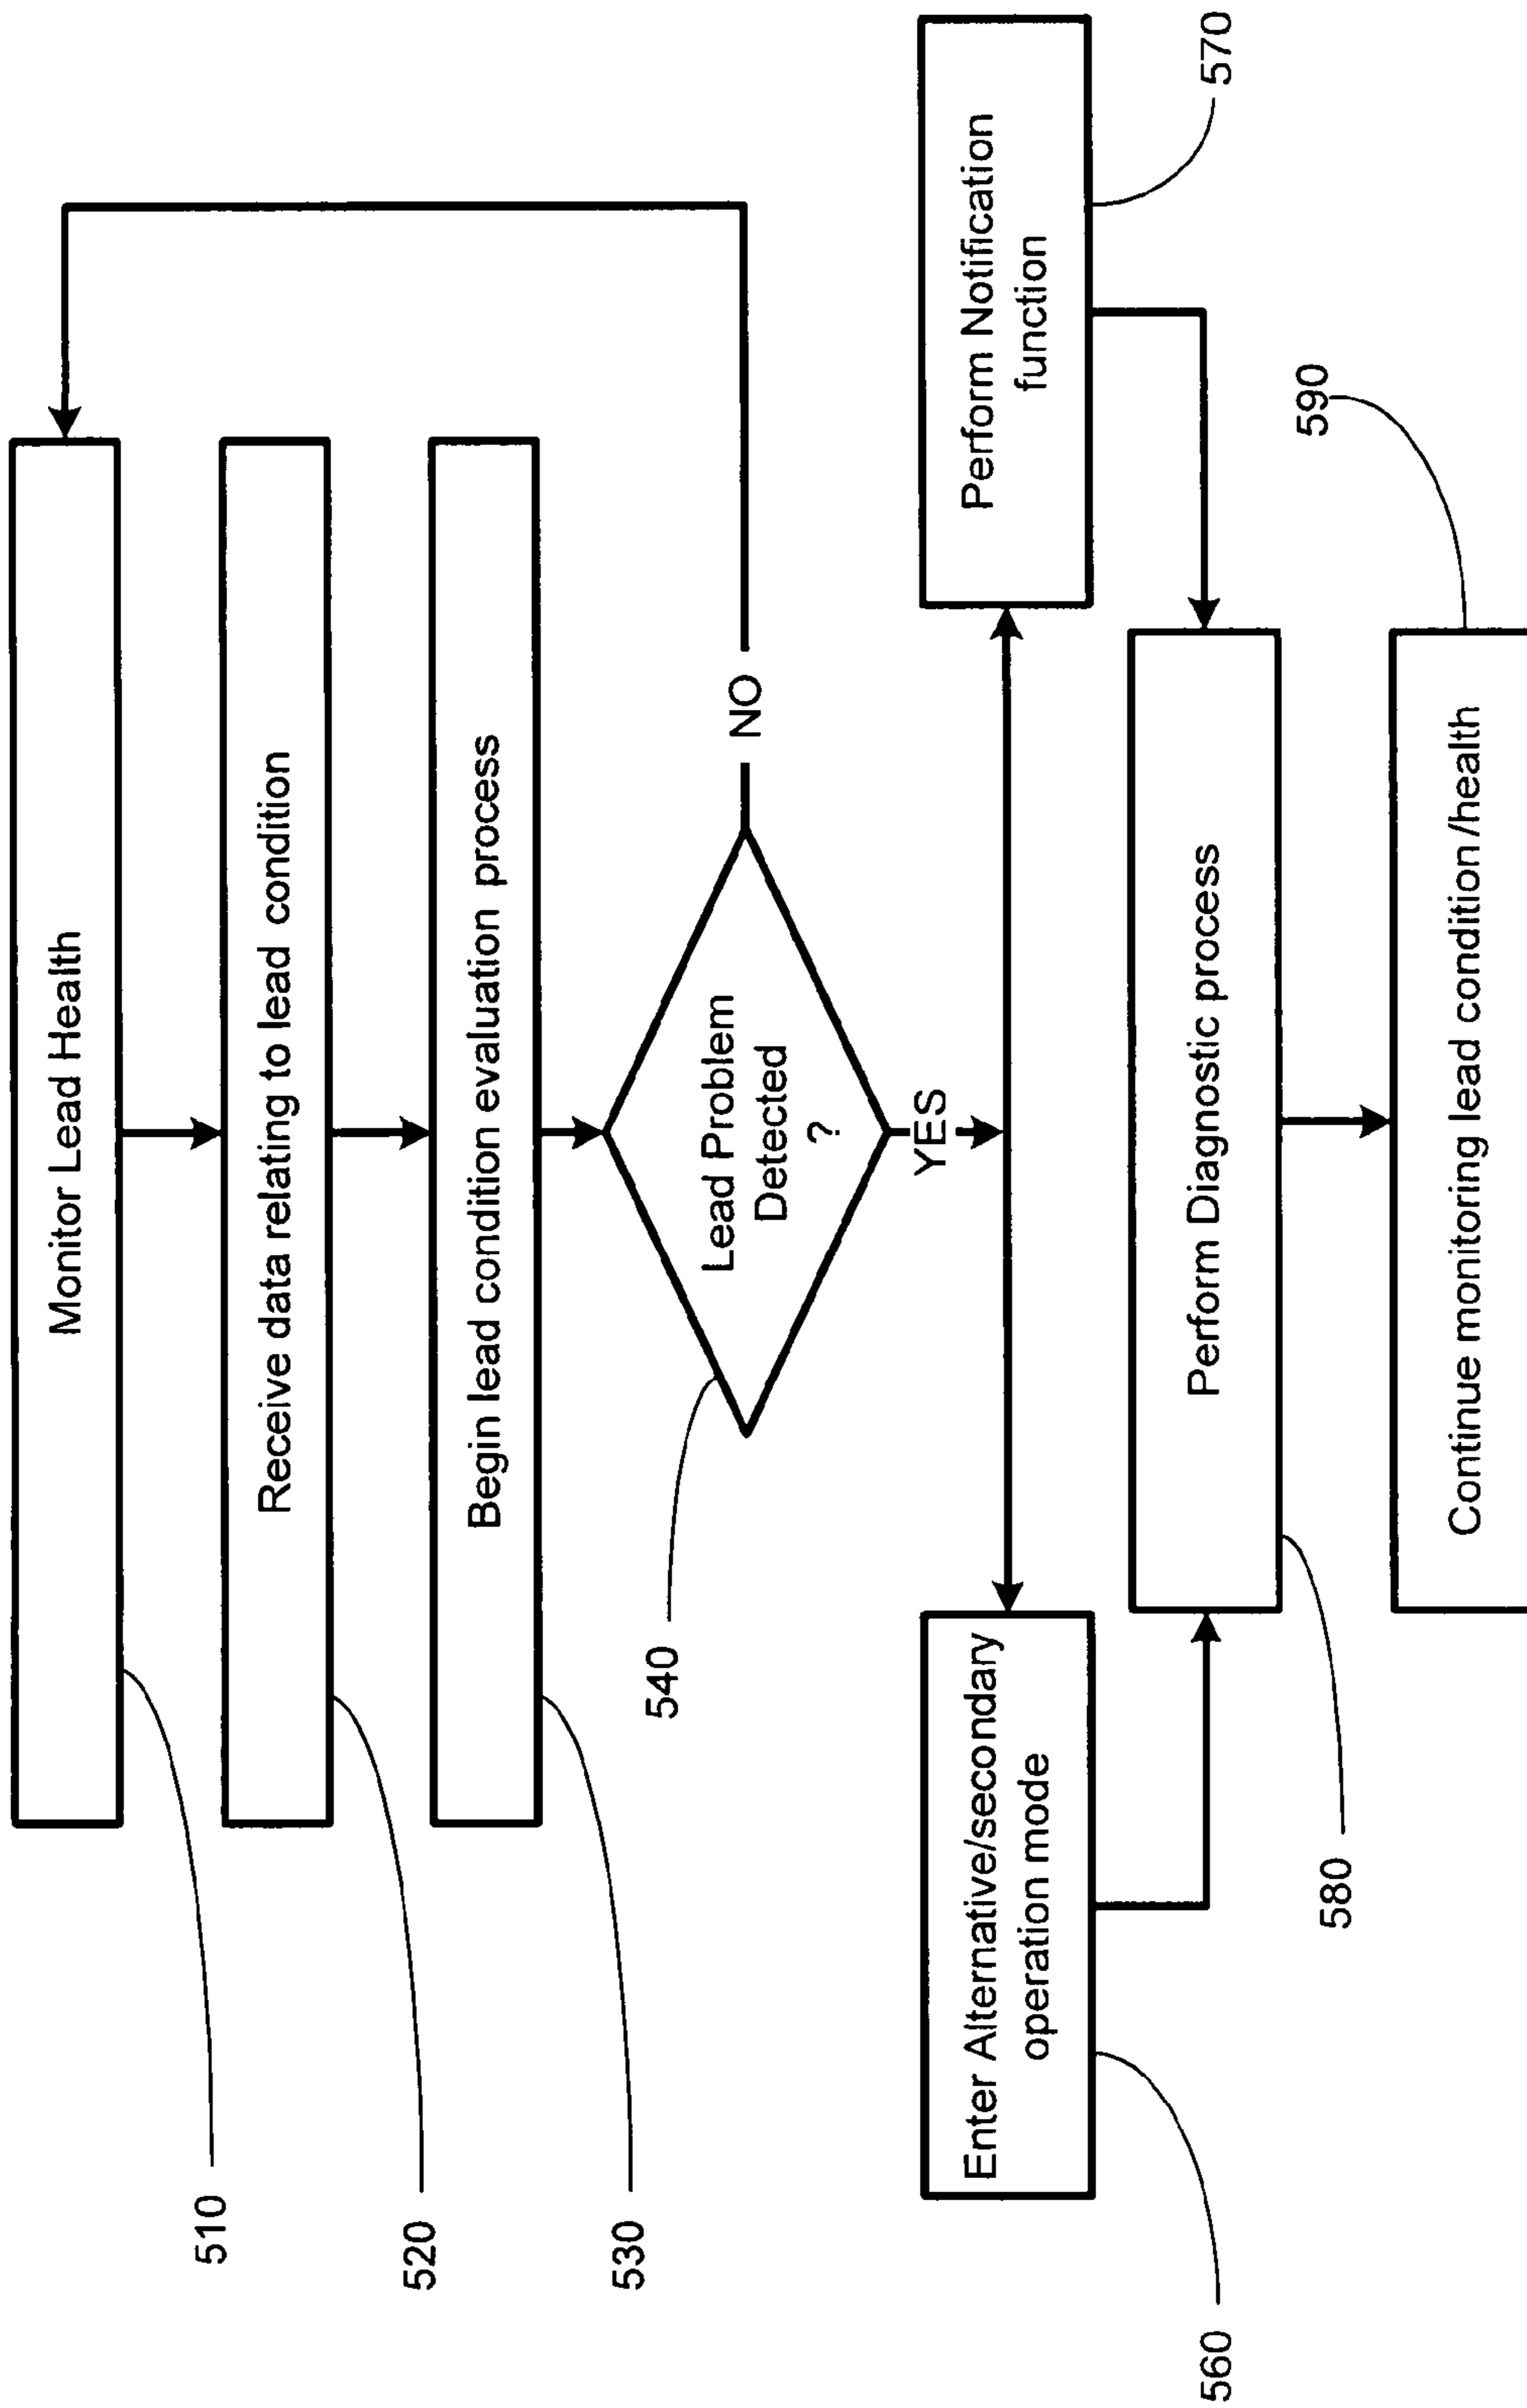 Monitor Lead Health
510
Receive data relating to lead condition
520
Begin lead condition evaluation process
530
Lead Problem
Detected
?
540
NO
YES
Enter Alternative/secondary
operation mode
560
Perform Notification
function
570
Perform Diagnostic process
580
Continue monitoring lead condition /health
590